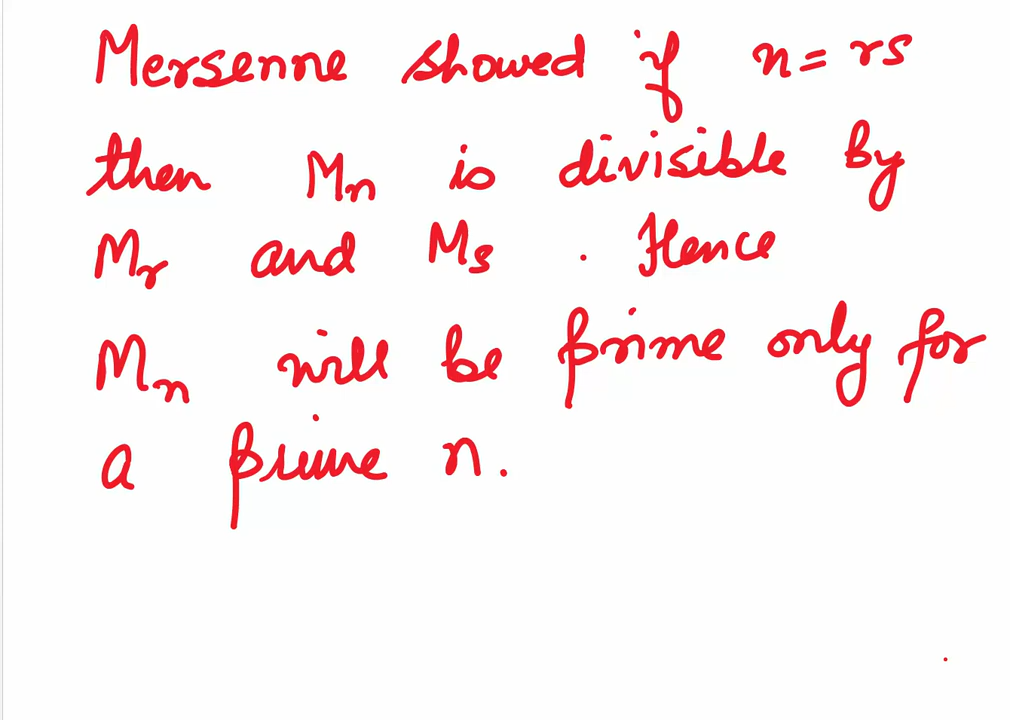 Mersenne showed if n = rs
then Mn is divisible by
Mr and Ms . Hence
Mn will be prime only for
a prime n.